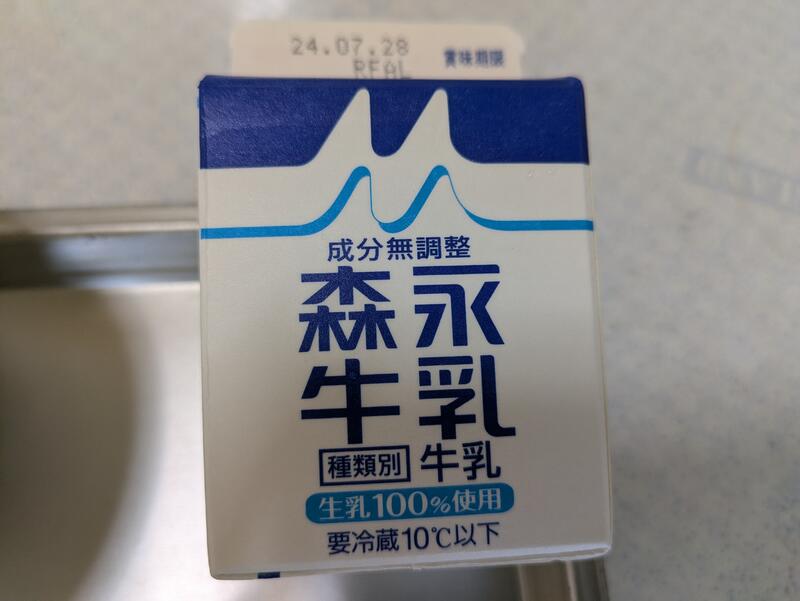 24.07.28
REAL 賞味期限
成分無調整
森永
牛乳
種類別 牛乳
生乳100%使用
要冷蔵10℃以下